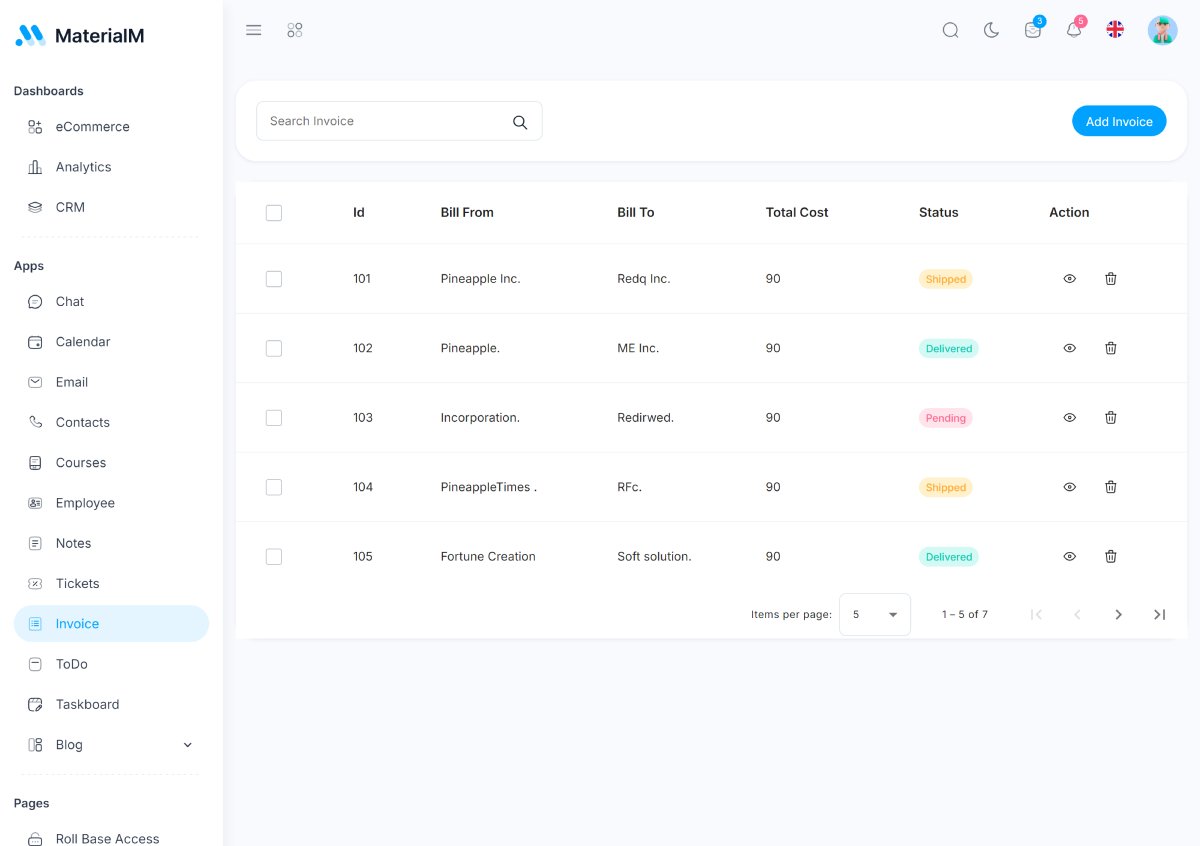 MaterialM
Dashboards
eCommerce
Analytics
CRM
Apps
Chat
Calendar
Email
Contacts
Courses
Employee
Notes
Tickets
Invoice
ToDo
Taskboard
Blog
Pages
Roll Base Access
3
5
Search Invoice
Add Invoice
Id Bill From Bill To Total Cost Status Action
101 Pineapple Inc. Redq Inc. 90 Shipped
102 Pineapple. ME Inc. 90 Delivered
103 Incorporation. Redirwed. 90 Pending
104 PineappleTimes . RFc. 90 Shipped
105 Fortune Creation Soft solution. 90 Delivered
Items per page: 5 1 – 5 of 7